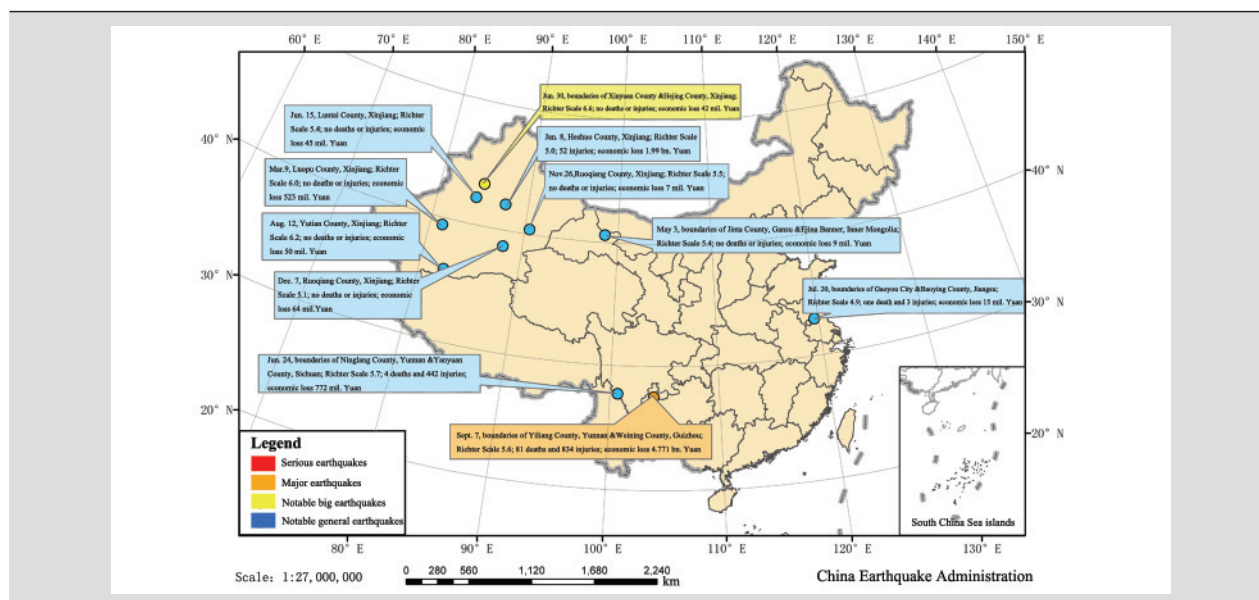 60° E
70° E
80° E
90° E
100° E
110° E
120° E
130° E
140° E
150° E
Jun. 30, boundaries of Xinyuan County &Hejing County, Xinjiang;
Richter Scale 6.6; no deaths or injuries; economic loss 42 mil. Yuan
Jun. 15, Luntai County, Xinjiang; Richter
Scale 5.4; no deaths or injuries; economic
loss 45 mil. Yuan
Jan. 8, Heshuo County, Xinjiang; Richter Scale
5.0; 52 injuries; economic loss 1.99 bn. Yuan
Mar.9, Luopu County, Xinjiang; Richter
Scale 6.0; no deaths or injuries; economic
loss 523 mil. Yuan
Nov.26,Ruoqiang County, Xinjiang; Richter Scale 5.5;
no deaths or injuries; economic loss 7 mil. Yuan
Aug. 12, Yutian County, Xinjiang; Richter
Scale 6.2; no deaths or injuries; economic
loss 50 mil. Yuan
May 3, boundaries of Jinta County, Gansu &Ejina Banner, Inner Mongolia;
Richter Scale 5.4; no deaths or injuries; economic loss 9 mil. Yuan
Dec. 7, Ruoqiang County, Xinjiang; Richter
Scale 5.1; no deaths or injuries; economic
loss 64 mil.Yuan
Jul. 20, boundaries of Gaoyou City &Baoying County, Jiangsu;
Richter Scale 4.9; one death and 3 injuries; economic loss 15 mil. Yuan
Jun. 24, boundaries of Ninglang County, Yunnan &Yanyuan
County, Sichuan; Richter Scale 5.7; 4 deaths and 442 injuries;
economic loss 772 mil. Yuan
Sept. 7, boundaries of Yiliang County, Yunnan &Weining County, Guizhou;
Richter Scale 5.6; 81 deaths and 834 injuries; economic loss 4.771 bn. Yuan
40° N
30° N
20° N
40° N
30° N
20° N
Legend
Serious earthquakes
Major earthquakes
Notable big earthquakes
Notable general earthquakes
South China Sea islands
80° E
90° E
100° E
110° E
120° E
130° E
Scale: 1:27,000,000
0 280 560 1,120 1,680 2,240
km
China Earthquake Administration